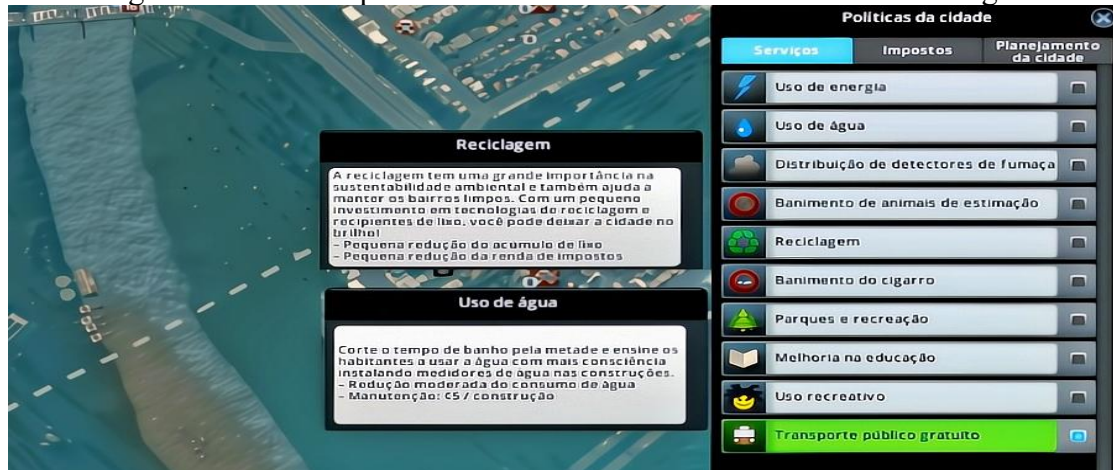 Reciclagem
A reciclagem tem uma grande importância na
sustentabilidade ambiental e também ajuda a
manter os bairros limpos. Com um pequeno
investimento em tecnologias de reciclagem e
recipientes de lixo, você pode deixar a cidade no
brilho!
- Pequena redução do acúmulo de lixo
- Pequena redução da renda de impostos
Uso de água
Corte o tempo de banho pela metade e ensine os
habitantes a usar a água com mais consciência
instalando medidores de água nas construções.
- Redução moderada do consumo de água
- Manutenção: ₡5 / construção
Políticas da cidade
Serviços
Impostos
Planejamento
da cidade
Uso de energia
Uso de água
Distribuição de detectores de fumaça
Banimento de animais de estimação
Reciclagem
Banimento do cigarro
Parques e recreação
Melhoria na educação
Uso recreativo
Transporte público gratuito